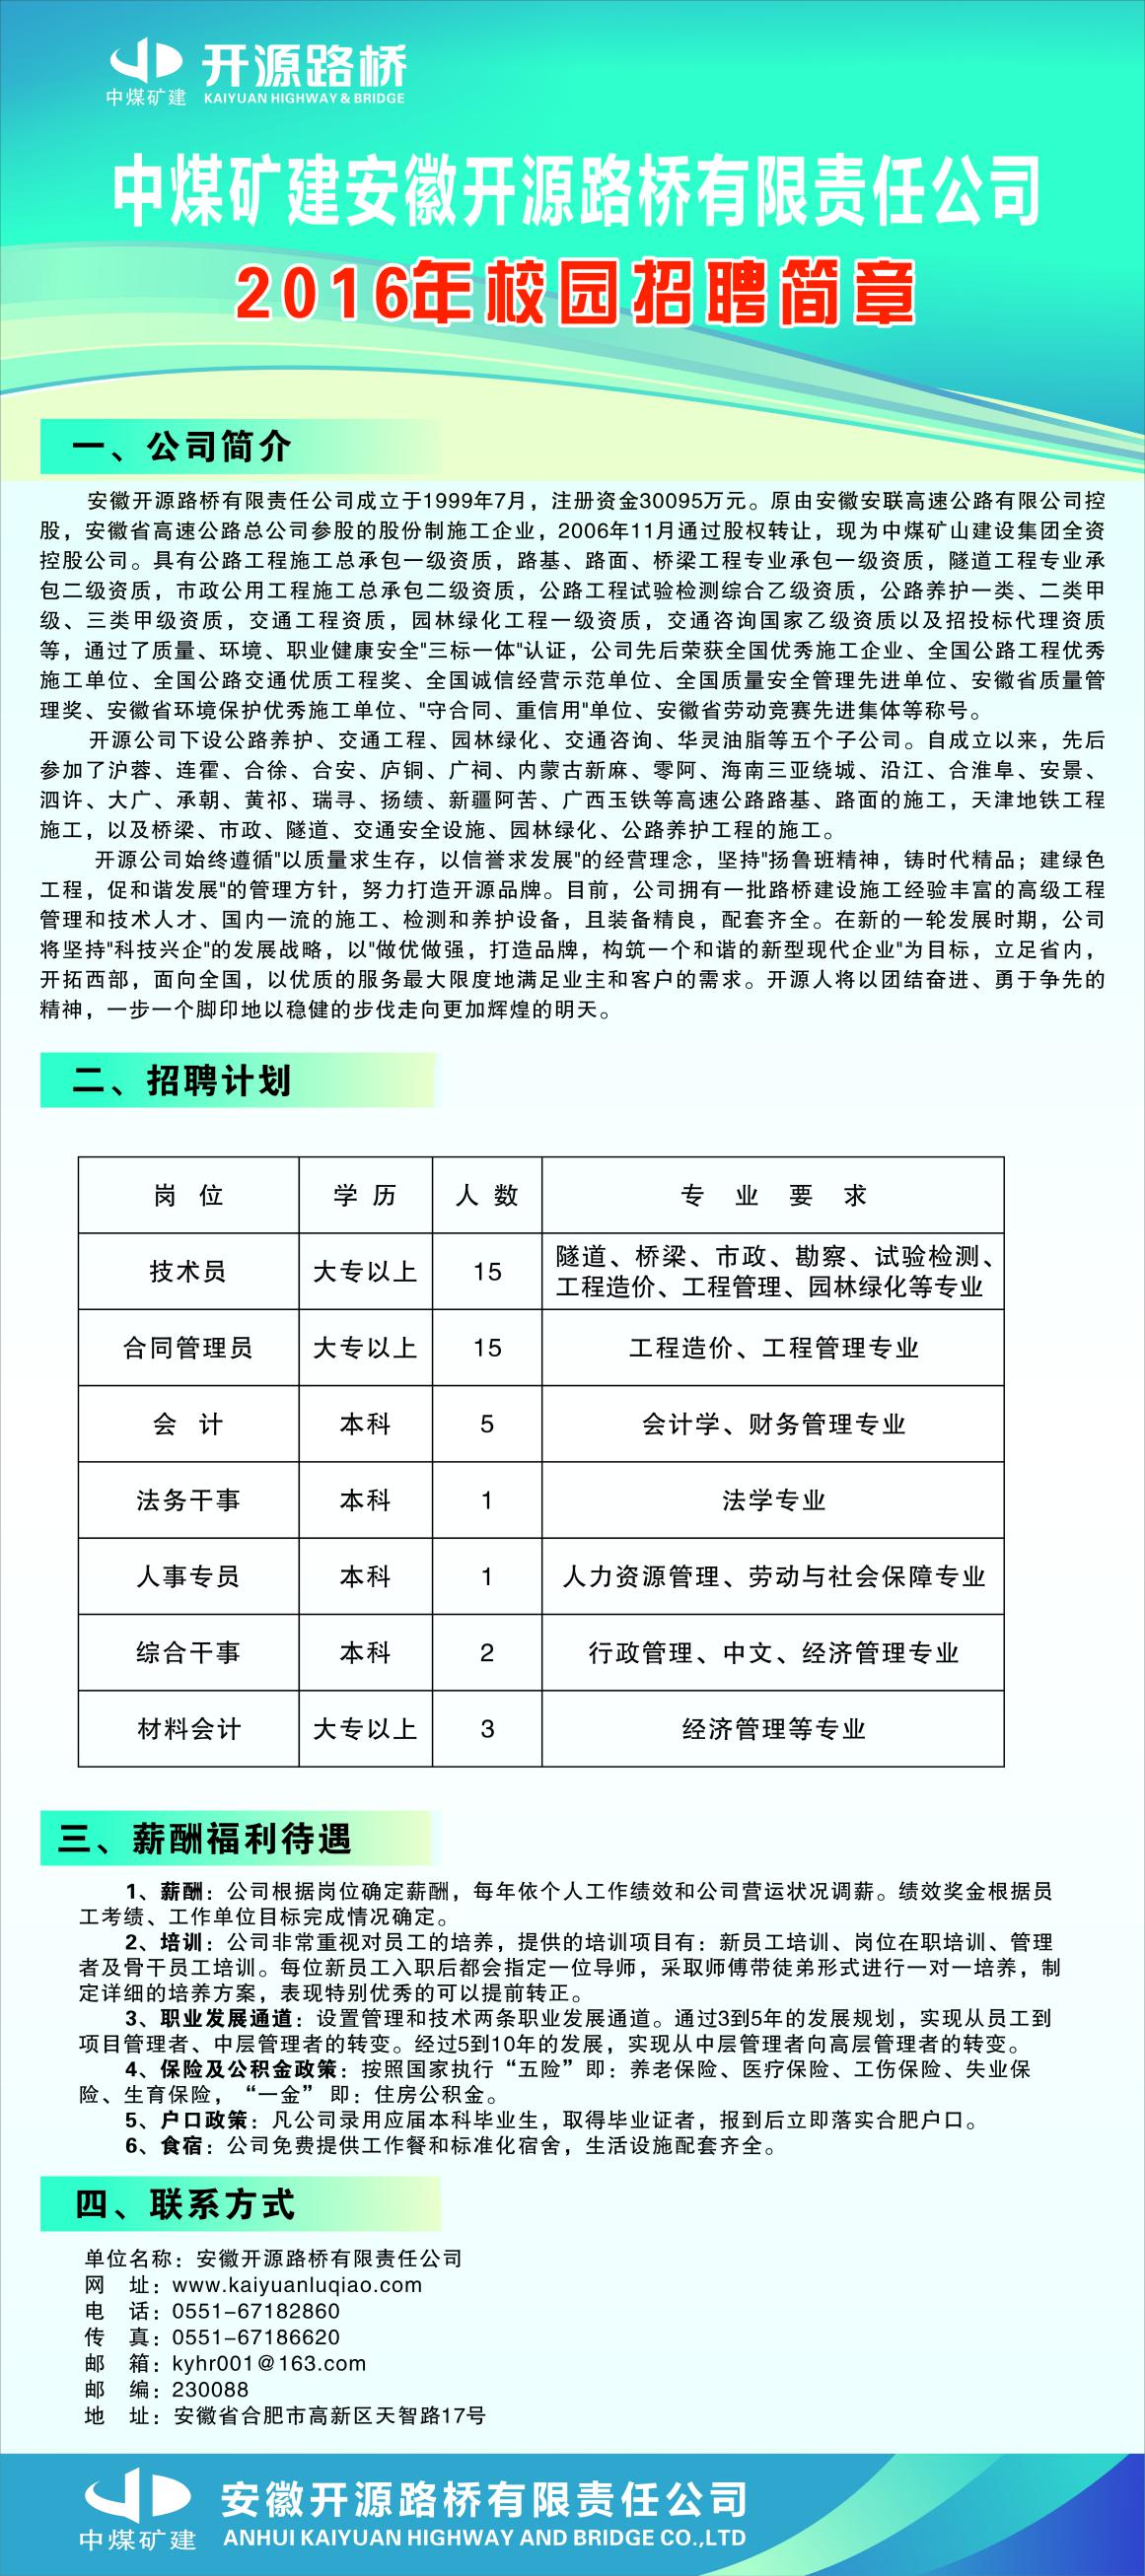 开源路桥
中煤矿建
KAIYUAN HIGHWAY & BRIDGE
中煤矿建安徽开源路桥有限责任公司
2016年校园招聘简章
一、公司简介
安徽开源路桥有限责任公司成立于1999年7月，注册资金30095万元。原由安徽安联高速公路有限公司控
股，安徽省高速公路总公司参股的股份制施工企业，2006年11月通过股权转让，现为中煤矿山建设集团全资
控股公司。具有公路工程施工总承包一级资质，路基、路面、桥梁工程专业承包一级资质，隧道工程专业承
包二级资质，市政公用工程施工总承包二级资质，公路工程试验检测综合乙级资质，公路养护一类、二类甲
级、三类甲级资质，交通工程资质，园林绿化工程一级资质，交通咨询国家乙级资质以及招投标代理资质
等，通过了质量、环境、职业健康安全"三标一体"认证，公司先后荣获全国优秀施工企业、全国公路工程优秀
施工单位、全国公路交通优质工程奖、全国诚信经营示范单位、全国质量安全管理先进单位、安徽省质量管
理奖、安徽省环境保护优秀施工单位、"守合同、重信用"单位、安徽省劳动竞赛先进集体等称号。
开源公司下设公路养护、交通工程、园林绿化、交通咨询、华灵油脂等五个子公司。自成立以来，先后
参加了沪蓉、连霍、合徐、合安、庐铜、广祠、内蒙古新麻、零阿、海南三亚绕城、沿江、合淮阜、安景、
泗许、大广、承朝、黄祁、瑞寻、扬绩、新疆阿苦、广西玉铁等高速公路路基、路面的施工，天津地铁工程
施工，以及桥梁、市政、隧道、交通安全设施、园林绿化、公路养护工程的施工。
开源公司始终遵循"以质量求生存，以信誉求发展"的经营理念，坚持"扬鲁班精神，铸时代精品；建绿色
工程，促和谐发展"的管理方针，努力打造开源品牌。目前，公司拥有一批路桥建设施工经验丰富的高级工程
管理和技术人才、国内一流的施工、检测和养护设备，且装备精良，配套齐全。在新的一轮发展时期，公司
将坚持"科技兴企"的发展战略，以"做优做强，打造品牌，构筑一个和谐的新型现代企业"为目标，立足省内，
开拓西部，面向全国，以优质的服务最大限度地满足业主和客户的需求。开源人将以团结奋进、勇于争先的
精神，一步一个脚印地以稳健的步伐走向更加辉煌的明天。
二、招聘计划
岗 位 学 历 人 数 专 业 要 求
技术员 大专以上 15 隧道、桥梁、市政、勘察、试验检测、
工程造价、工程管理、园林绿化等专业
合同管理员 大专以上 15 工程造价、工程管理专业
会 计 本科 5 会计学、财务管理专业
法务干事 本科 1 法学专业
人事专员 本科 1 人力资源管理、劳动与社会保障专业
综合干事 本科 2 行政管理、中文、经济管理专业
材料会计 大专以上 3 经济管理等专业
三、薪酬福利待遇
1、薪酬：公司根据岗位确定薪酬，每年依个人工作绩效和公司营运状况调薪。绩效奖金根据员
工考绩、工作单位目标完成情况确定。
2、培训：公司非常重视对员工的培养，提供的培训项目有：新员工培训、岗位在职培训、管理
者及骨干员工培训。每位新员工入职后都会指定一位导师，采取师傅带徒弟形式进行一对一培养，制
定详细的培养方案，表现特别优秀的可以提前转正。
3、职业发展通道：设置管理和技术两条职业发展通道。通过3到5年的发展规划，实现从员工到
项目管理者、中层管理者的转变。经过5到10年的发展，实现从中层管理者向高层管理者的转变。
4、保险及公积金政策：按照国家执行“五险”即：养老保险、医疗保险、工伤保险、失业保
险、生育保险，“一金” 即：住房公积金。
5、户口政策：凡公司录用应届本科毕业生，取得毕业证者，报到后立即落实合肥户口。
6、食宿：公司免费提供工作餐和标准化宿舍，生活设施配套齐全。
四、联系方式
单位名称：安徽开源路桥有限责任公司
网 址：www.kaiyuanluqiao.com
电 话：0551-67182860
传 真：0551-67186620
邮 箱：kyhr001@163.com
邮 编：230088
地 址：安徽省合肥市高新区天智路17号
安徽开源路桥有限责任公司
中煤矿建
ANHUI KAIYUAN HIGHWAY AND BRIDGE CO.,LTD